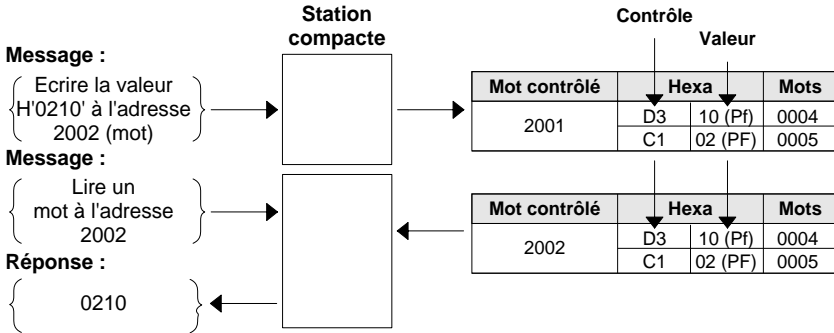 Station
compacte
Contrôle
Valeur
Message :
Ecrire la valeur
H'0210' à l'adresse
2002 (mot)
Mot contrôlé Hexa Mots
2001 D3 10 (Pf) 0004
C1 02 (PF) 0005
Message :
Lire un
mot à l'adresse
2002
Mot contrôlé Hexa Mots
2002 D3 10 (Pf) 0004
C1 02 (PF) 0005
Réponse :
0210